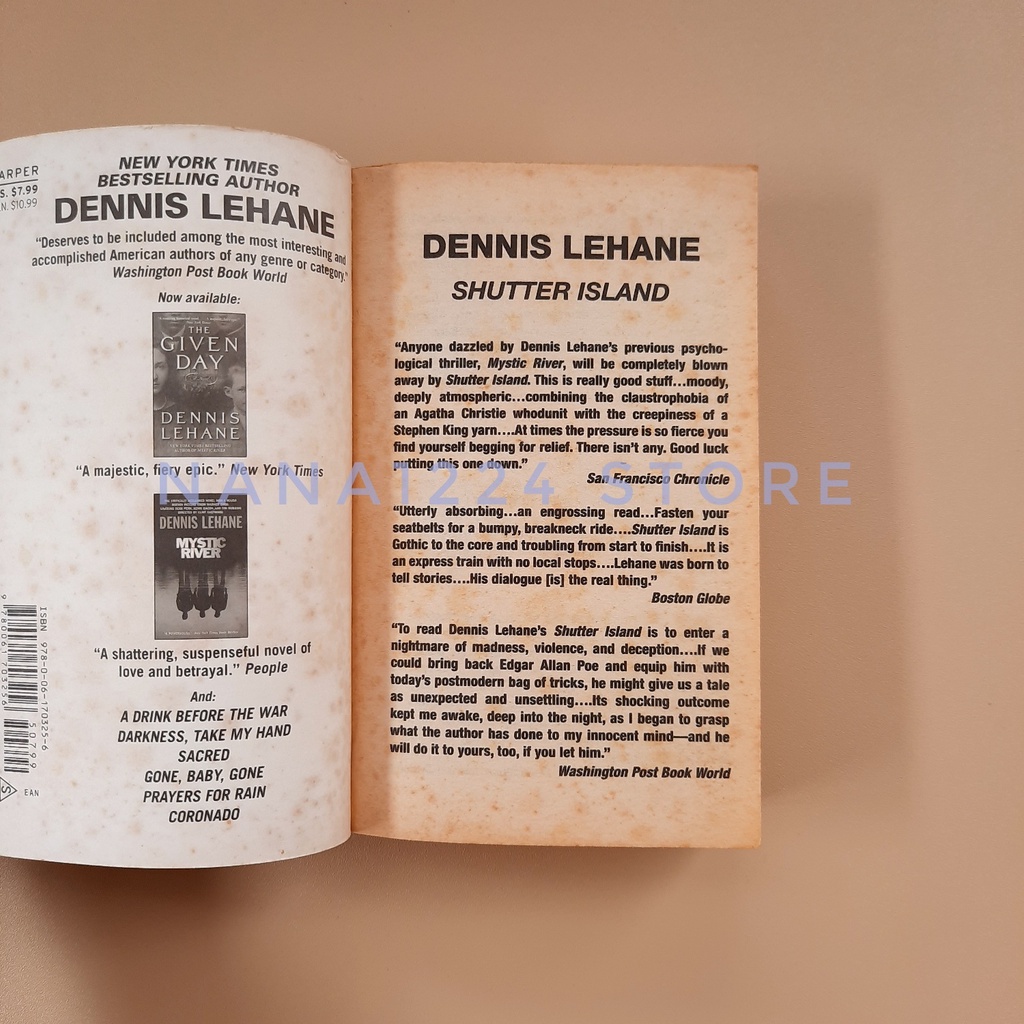 ARPER
S. $7.99
N. $10.99
NEW YORK TIMES
BESTSELLING AUTHOR
DENNIS LEHANE
“Deserves to be included among the most interesting and
accomplished American authors of any genre or category.”
Washington Post Book World
Now available:
THE
GIVEN
DAY
DENNIS
LEHANE
“A majestic, fiery epic.” New York Times
DENNIS LEHANE
MYSTIC
RIVER
“A shattering, suspenseful novel of
love and betrayal.” People
And:
A DRINK BEFORE THE WAR
DARKNESS, TAKE MY HAND
SACRED
GONE, BABY, GONE
PRAYERS FOR RAIN
CORONADO
ISBN 978-0-06-170325-6
9 780061 703256
50799
S
EAN
DENNIS LEHANE
SHUTTER ISLAND
“Anyone dazzled by Dennis Lehane’s previous psycho-
logical thriller, Mystic River, will be completely blown
away by Shutter Island. This is really good stuff…moody,
deeply atmospheric…combining the claustrophobia of
an Agatha Christie whodunit with the creepiness of a
Stephen King yarn….At times the pressure is so fierce you
find yourself begging for relief. There isn’t any. Good luck
putting this one down.”
San Francisco Chronicle
“Utterly absorbing…an engrossing read…Fasten your
seatbelts for a bumpy, breakneck ride….Shutter Island is
Gothic to the core and troubling from start to finish….It is
an express train with no local stops….Lehane was born to
tell stories….His dialogue [is] the real thing.”
Boston Globe
“To read Dennis Lehane’s Shutter Island is to enter a
nightmare of madness, violence, and deception….If we
could bring back Edgar Allan Poe and equip him with
today’s postmodern bag of tricks, he might give us a tale
as unexpected and unsettling….Its shocking outcome
kept me awake, deep into the night, as I began to grasp
what the author has done to my innocent mind—and he
will do it to yours, too, if you let him.”
Washington Post Book World
NANA1224 STORE